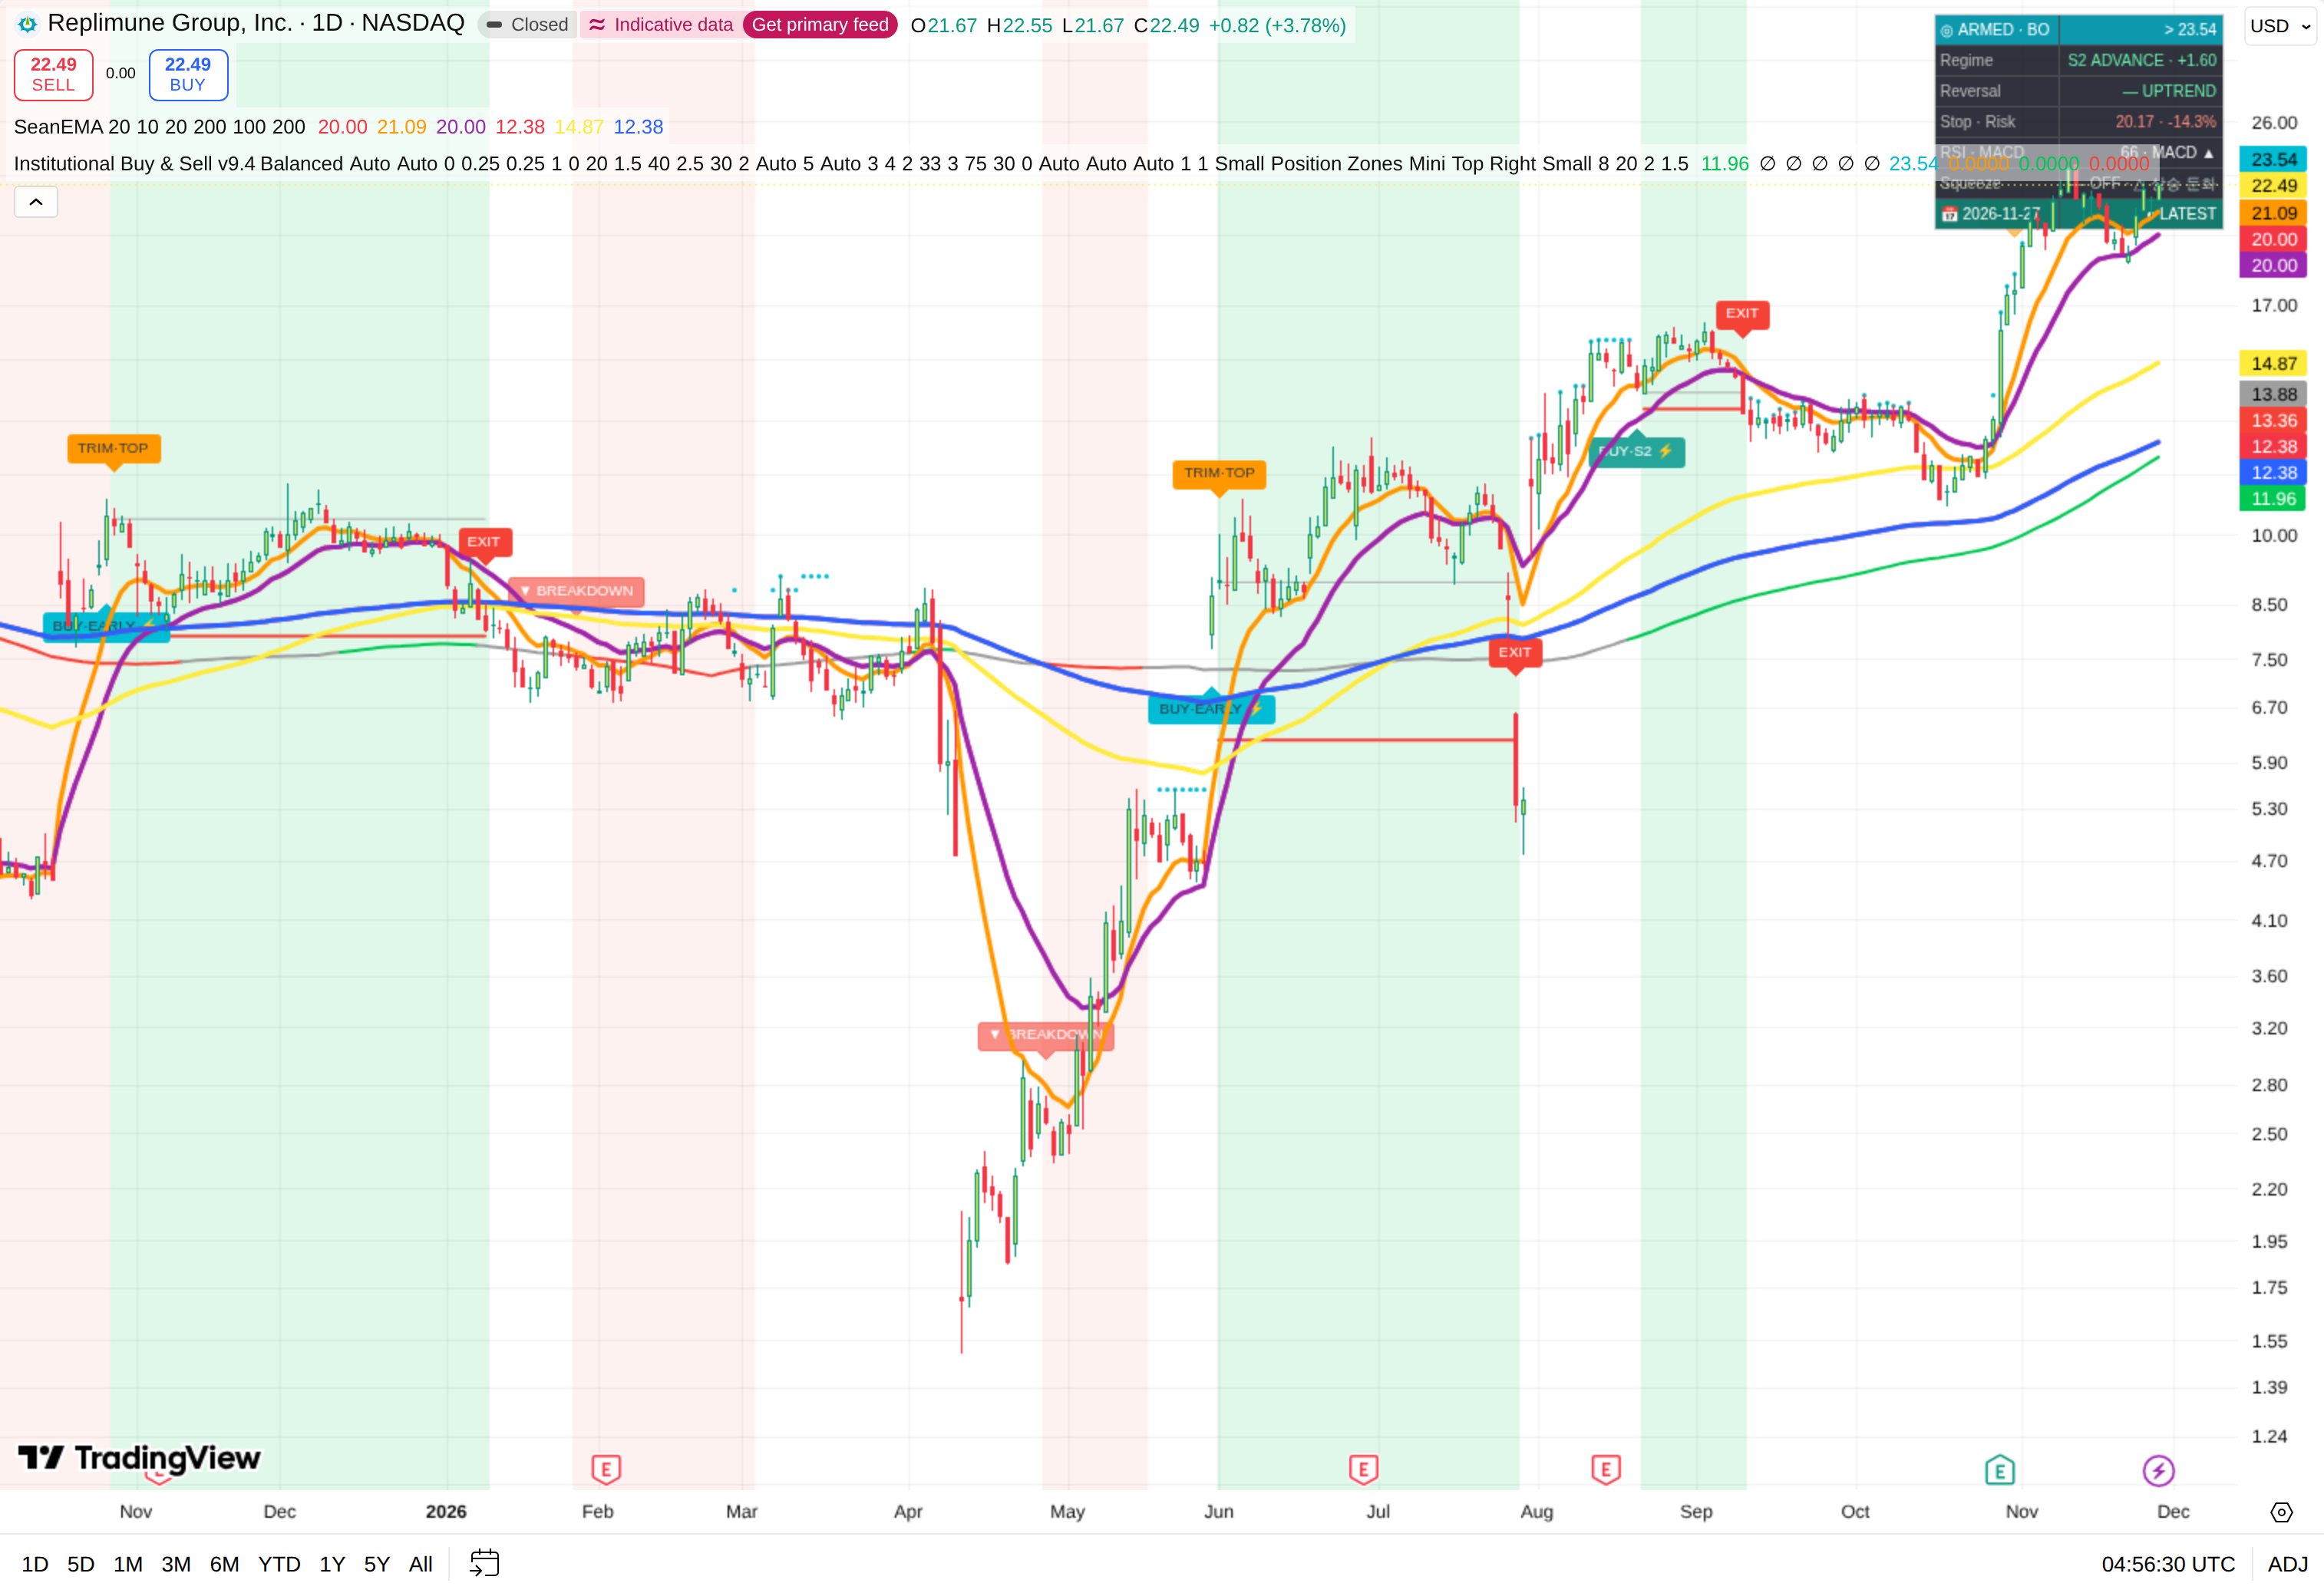 Replimune Group, Inc. · 1D · NASDAQ Closed Indicative data Get primary feed O21.67 H22.55 L21.67 C22.49 +0.82 (+3.78%)
22.49 SELL 0.00 22.49 BUY
SeanEMA 20 10 20 200 100 200 20.00 21.09 20.00 12.38 14.87 12.38
Institutional Buy & Sell v9.4 Balanced Auto Auto 0 0.25 0.25 1 0 20 1.5 40 2.5 30 2 Auto 5 Auto 3 4 2 33 3 75 30 0 Auto Auto Auto 1 1 Small Position Zones Mini Top Right Small 8 20 2 1.5 11.96 ∅ ∅ ∅ ∅ ∅ 23.54 0.0000 0.0000 0.0000
◎ ARMED · BO > 23.54
Regime S2 ADVANCE · +1.60
Reversal — UPTREND
Stop · Risk 20.17 · -14.3%
RSI · MACD 66 · MACD ▲
Squeeze OFF
2026-11-27 LATEST
USD
26.00
23.54
22.49
21.09
20.00
20.00
17.00
14.87
13.88
13.36
12.38
12.38
11.96
10.00
8.50
7.50
6.70
5.90
5.30
4.70
4.10
3.60
3.20
2.80
2.50
2.20
1.95
1.75
1.55
1.39
1.24
TRIM·TOP
BUY·EARLY ⚡
EXIT
▼ BREAKDOWN
▼ BREAKDOWN
TRIM·TOP
BUY·EARLY ⚡
EXIT
BUY·S2 ⚡
EXIT
TradingView
E E E E E
Nov Dec 2026 Feb Mar Apr May Jun Jul Aug Sep Oct Nov Dec
1D 5D 1M 3M 6M YTD 1Y 5Y All 04:56:30 UTC ADJ